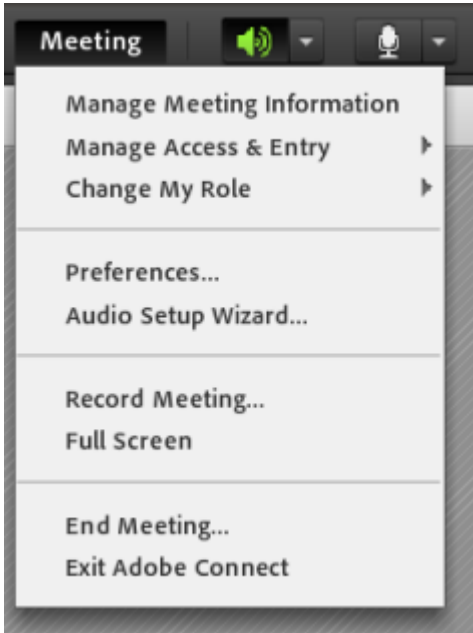 Meeting
Manage Meeting Information
Manage Access & Entry
Change My Role
Preferences...
Audio Setup Wizard...
Record Meeting...
Full Screen
End Meeting...
Exit Adobe Connect